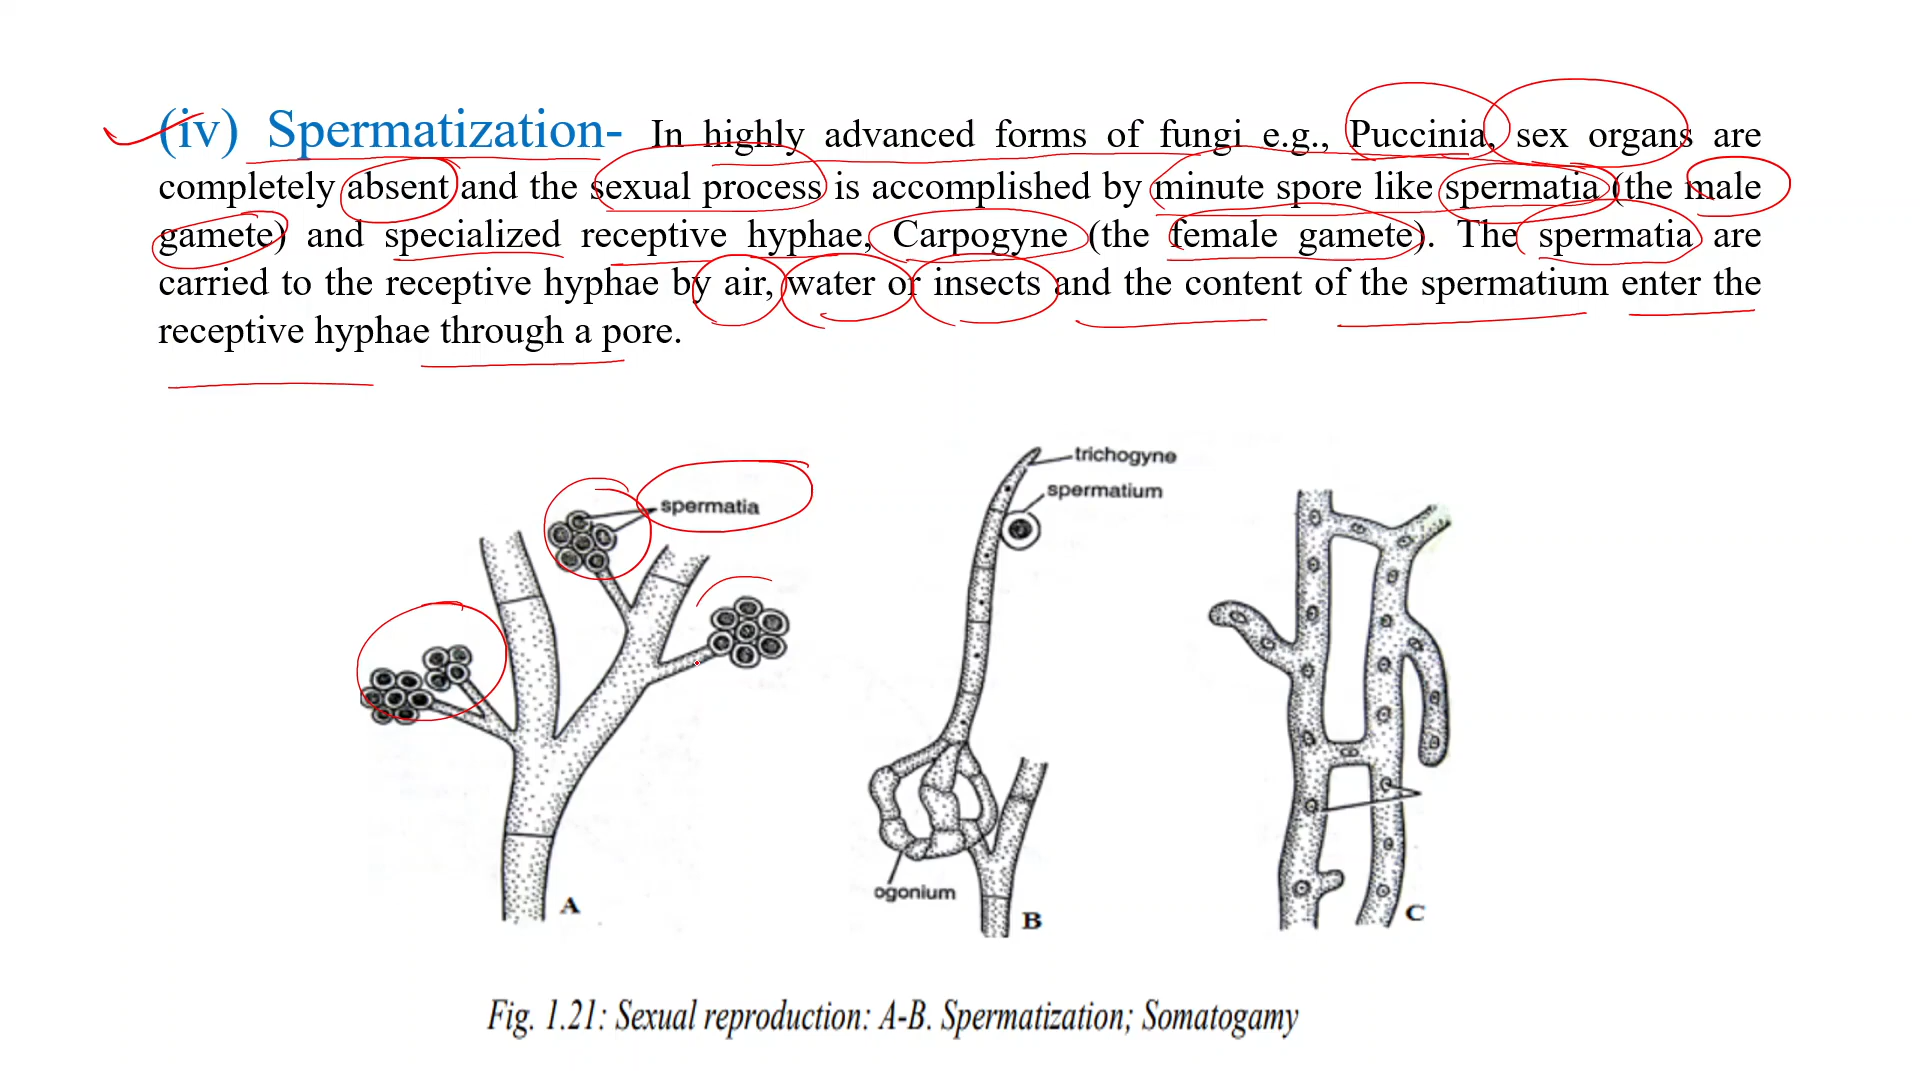 (iv) Spermatization- In highly advanced forms of fungi e.g., Puccinia, sex organs are
completely absent and the sexual process is accomplished by minute spore like spermatia (the male
gamete) and specialized receptive hyphae, Carpogyne (the female gamete). The spermatia are
carried to the receptive hyphae by air, water or insects and the content of the spermatium enter the
receptive hyphae through a pore.
trichogyne
spermatium
spermatia
ogonium
A
B
C
Fig. 1.21: Sexual reproduction: A-B. Spermatization; Somatogamy